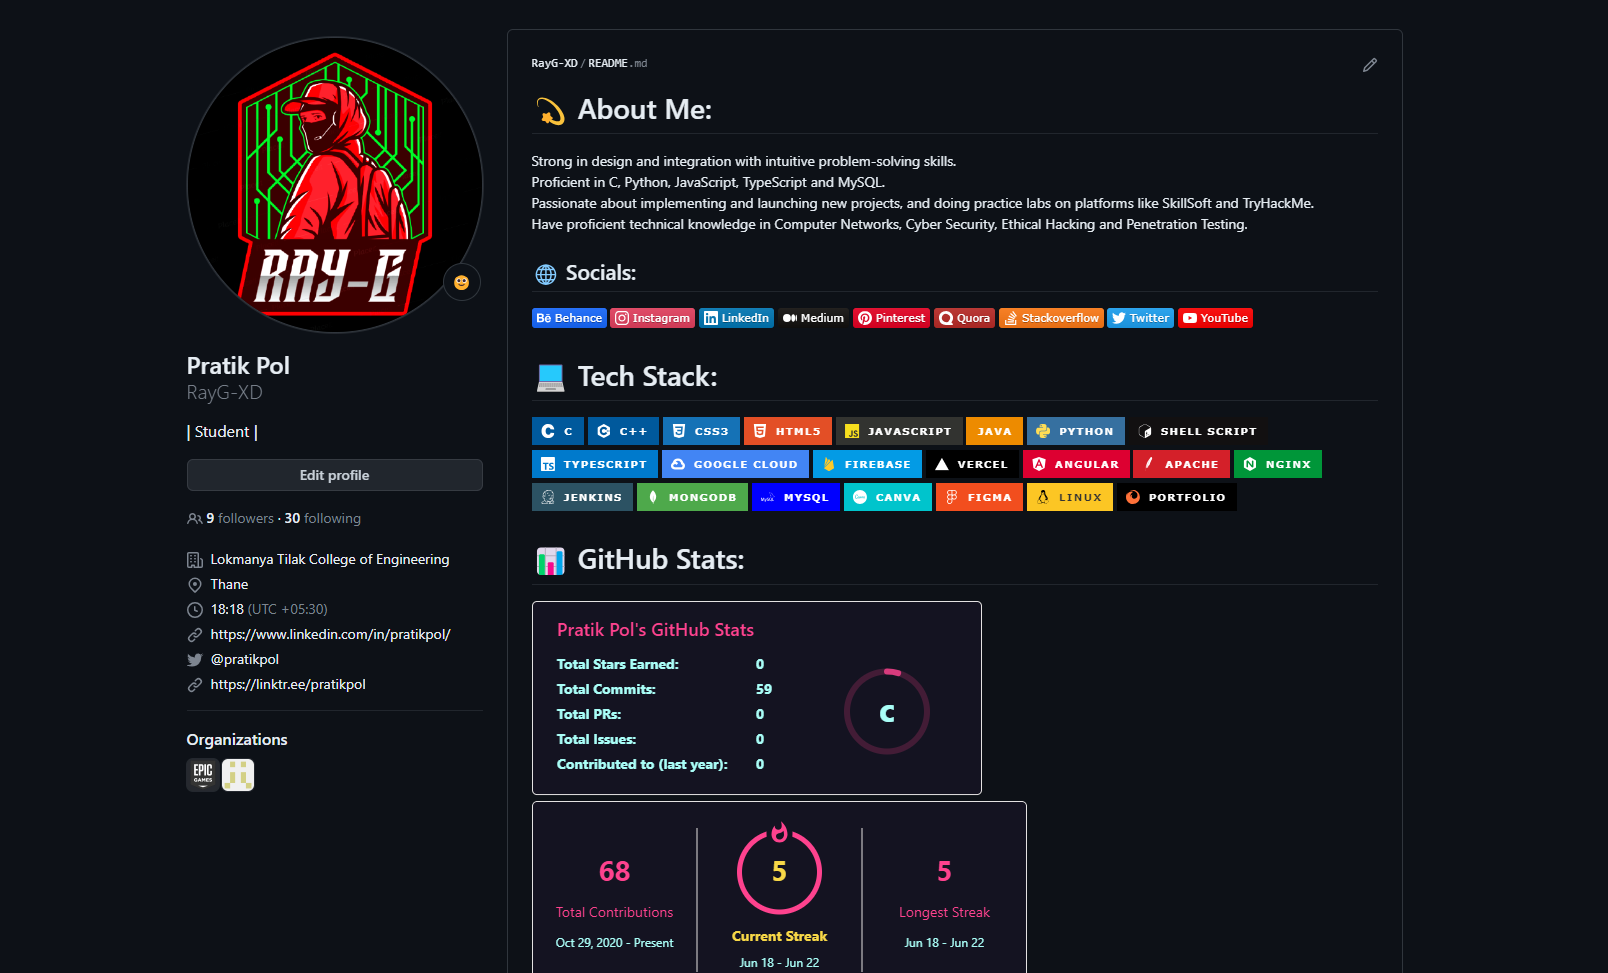 RAY-G
Pratik Pol
RayG-XD
| Student |
Edit profile
9 followers · 30 following
Lokmanya Tilak College of Engineering
Thane
18:18 (UTC +05:30)
https://www.linkedin.com/in/pratikpol/
@pratikpol
https://linktr.ee/pratikpol
Organizations
EPIC
GAMES
RayG-XD / README.md
About Me:
Strong in design and integration with intuitive problem-solving skills.
Proficient in C, Python, JavaScript, TypeScript and MySQL.
Passionate about implementing and launching new projects, and doing practice labs on platforms like SkillSoft and TryHackMe.
Have proficient technical knowledge in Computer Networks, Cyber Security, Ethical Hacking and Penetration Testing.
Socials:
Bē Behance Instagram in LinkedIn Medium Pinterest Quora Stackoverflow Twitter YouTube
Tech Stack:
C C++ CSS3 HTML5 JS JAVASCRIPT JAVA PYTHON SHELL SCRIPT
TS TYPESCRIPT GOOGLE CLOUD FIREBASE VERCEL ANGULAR APACHE NGINX
JENKINS MONGODB MYSQL CANVA FIGMA LINUX PORTFOLIO
GitHub Stats:
Pratik Pol's GitHub Stats
Total Stars Earned: 0
Total Commits: 59
Total PRs: 0
Total Issues: 0
Contributed to (last year): 0
C
68
Total Contributions
Oct 29, 2020 - Present
5
Current Streak
Jun 18 - Jun 22
5
Longest Streak
Jun 18 - Jun 22